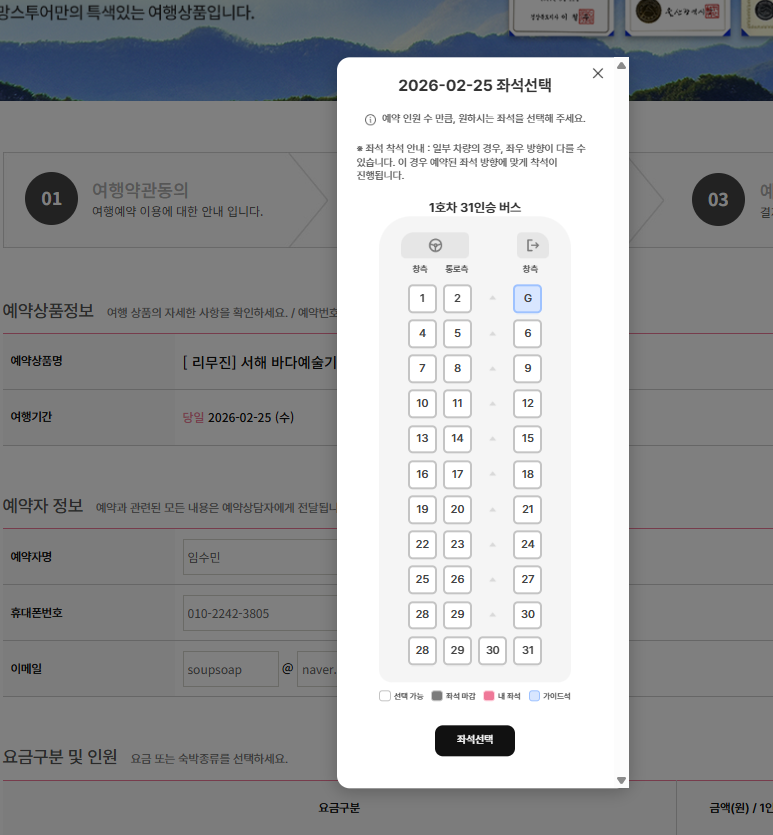 망스투어만의 특색있는 여행상품입니다.
2026-02-25 좌석선택
예약 인원 수 만큼, 원하시는 좌석을 선택해 주세요.
※ 좌석 착석 안내 : 일부 차량의 경우, 좌우 방향이 다를 수
있습니다. 이 경우 예약된 좌석 방향에 맞게 착석이
진행됩니다.
01
여행약관동의
여행예약 이용에 대한 안내 입니다.
03
예
결
1호차 31인승 버스
창측 통로측 창측
1 2 G
4 5 6
7 8 9
10 11 12
13 14 15
16 17 18
19 20 21
22 23 24
25 26 27
28 29 30
28 29 30 31
선택 가능 좌석 마감 내 좌석 가이드석
좌석선택
예약상품정보 여행 상품의 자세한 사항을 확인하세요. / 예약번호
예약상품명 [ 리무진] 서해 바다예술기
여행기간 당일 2026-02-25 (수)
예약자 정보 예약과 관련된 모든 내용은 예약상담자에게 전달됩니
예약자명 임수민
휴대폰번호 010-2242-3805
이메일 soupsoap @ naver.
요금구분 및 인원 요금 또는 숙박종류를 선택하세요.
요금구분 금액(원) / 1인